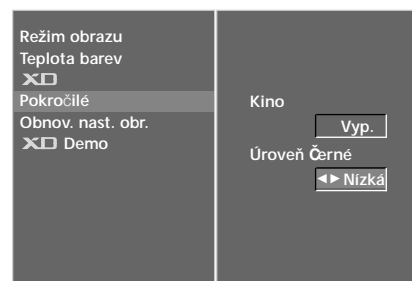 Režim obrazu
Teplota barev
XD
Pokročilé
Obnov. nast. obr.
XD Demo
Kino
Vyp.
Úroveň Černé
◄► Nízká